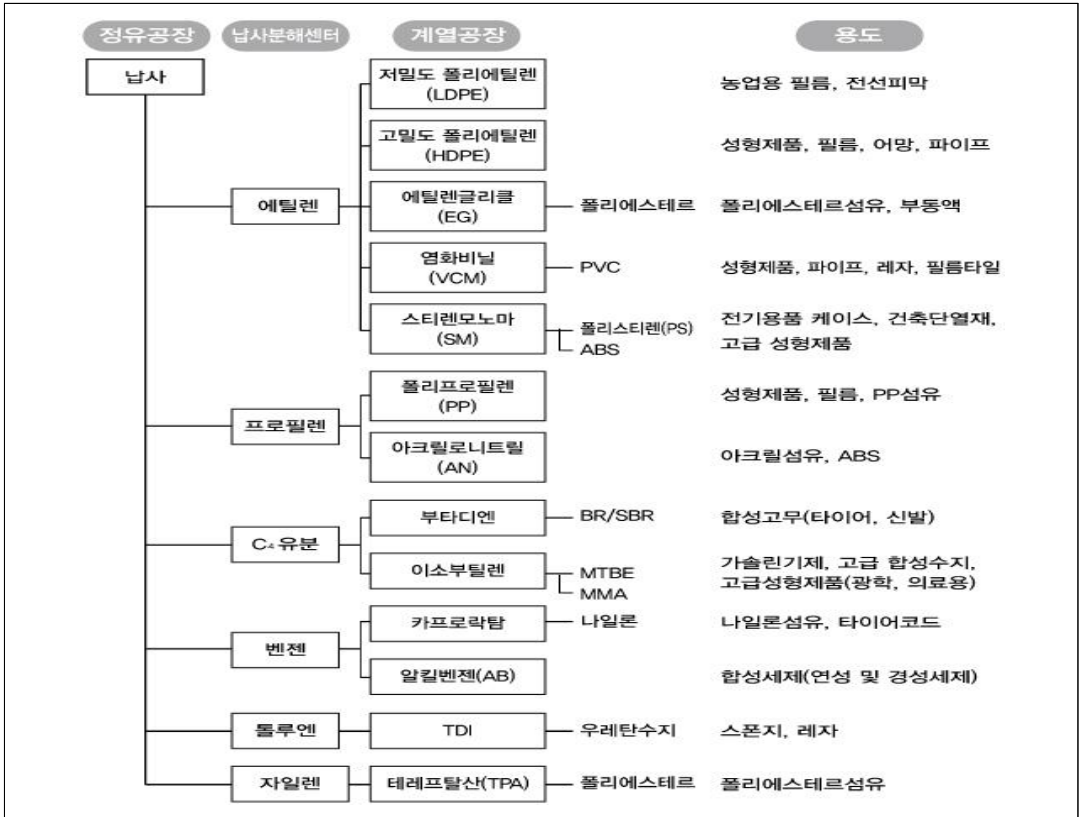 정유공장 납사분해센터 계열공장 용도
납사
저밀도 폴리에틸렌
(LDPE)
농업용 필름, 전선피막
고밀도 폴리에틸렌
(HDPE)
성형제품, 필름, 어망, 파이프
에틸렌
에틸렌글리콜
(EG)
폴리에스테르
폴리에스테르섬유, 부동액
염화비닐
(VCM)
PVC
성형제품, 파이프, 레자, 필름타일
스티렌모노마
(SM)
폴리스티렌(PS)
ABS
전기용품 케이스, 건축단열재,
고급 성형제품
프로필렌
폴리프로필렌
(PP)
성형제품, 필름, PP섬유
아크릴로니트릴
(AN)
아크릴섬유, ABS
C₄유분
부타디엔
BR/SBR
합성고무(타이어, 신발)
이소부틸렌
MTBE
MMA
가솔린기제, 고급 합성수지,
고급성형제품(광학, 의료용)
벤젠
카프로락탐
나일론
나일론섬유, 타이어코드
알킬벤젠(AB)
합성세제(연성 및 경성세제)
톨루엔
TDI
우레탄수지
스폰지, 레자
자일렌
테레프탈산(TPA)
폴리에스테르
폴리에스테르섬유